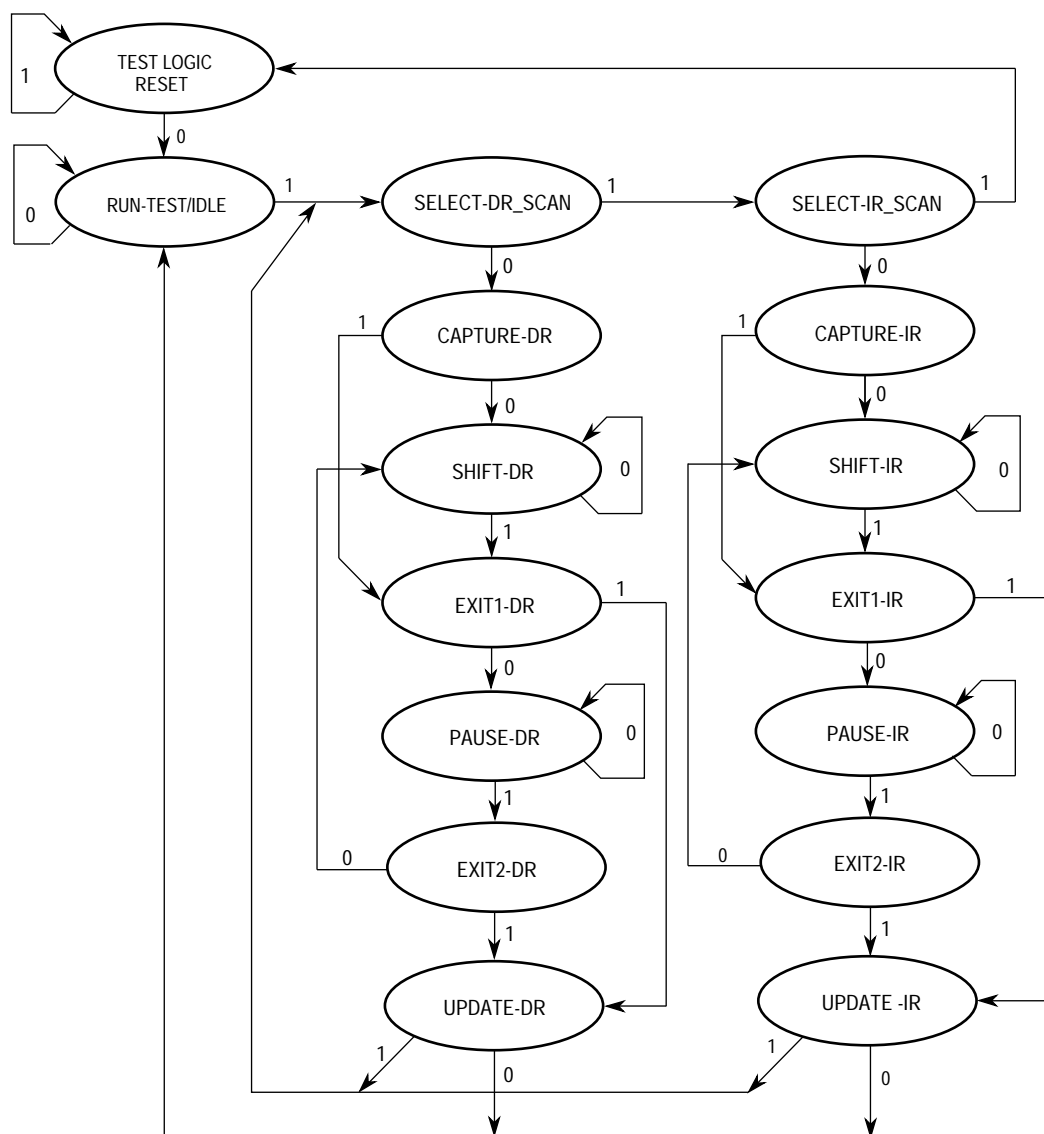 TEST LOGIC
RESET
1
0
RUN-TEST/IDLE
0
1
SELECT-DR_SCAN
1
SELECT-IR_SCAN
1
0
0
CAPTURE-DR
1
CAPTURE-IR
1
0
0
SHIFT-DR
0
SHIFT-IR
0
1
1
EXIT1-DR
1
EXIT1-IR
1
0
0
PAUSE-DR
0
PAUSE-IR
0
1
1
EXIT2-DR
0
EXIT2-IR
0
1
1
UPDATE-DR
UPDATE -IR
1
0
1
0